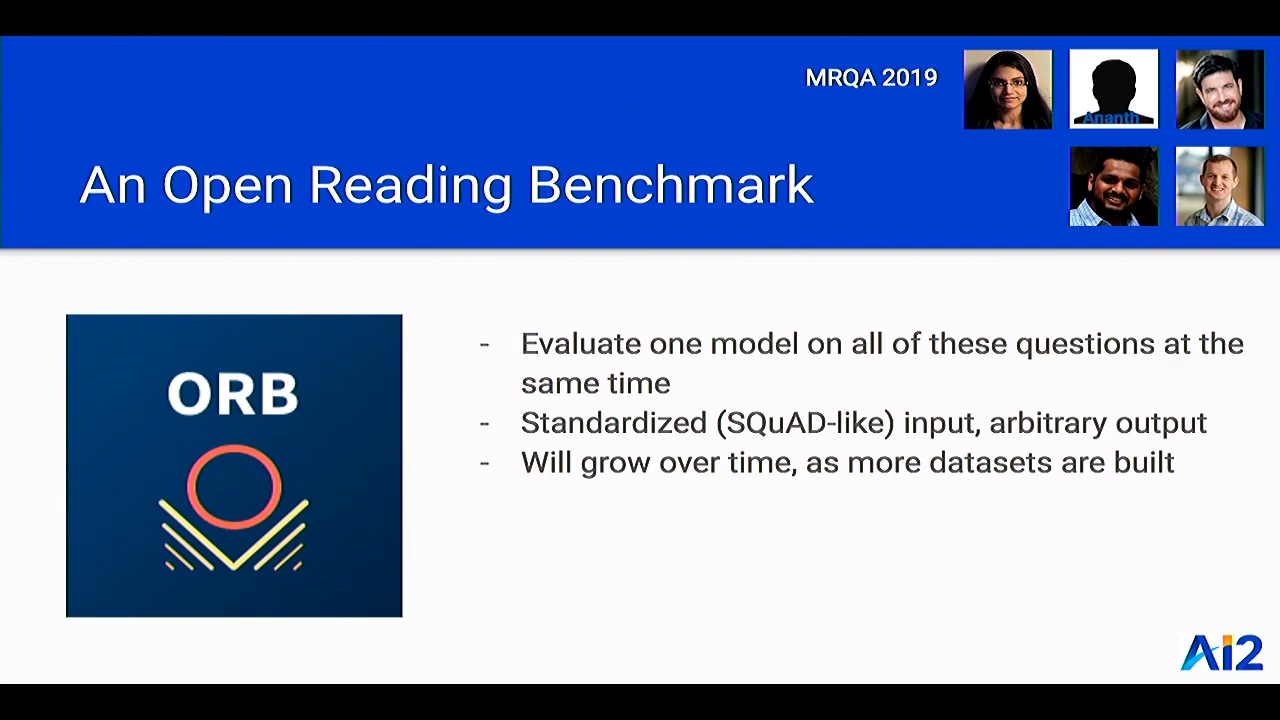 MRQA 2019
Ananth
An Open Reading Benchmark
ORB
- Evaluate one model on all of these questions at the
same time
- Standardized (SQuAD-like) input, arbitrary output
- Will grow over time, as more datasets are built
Ai2